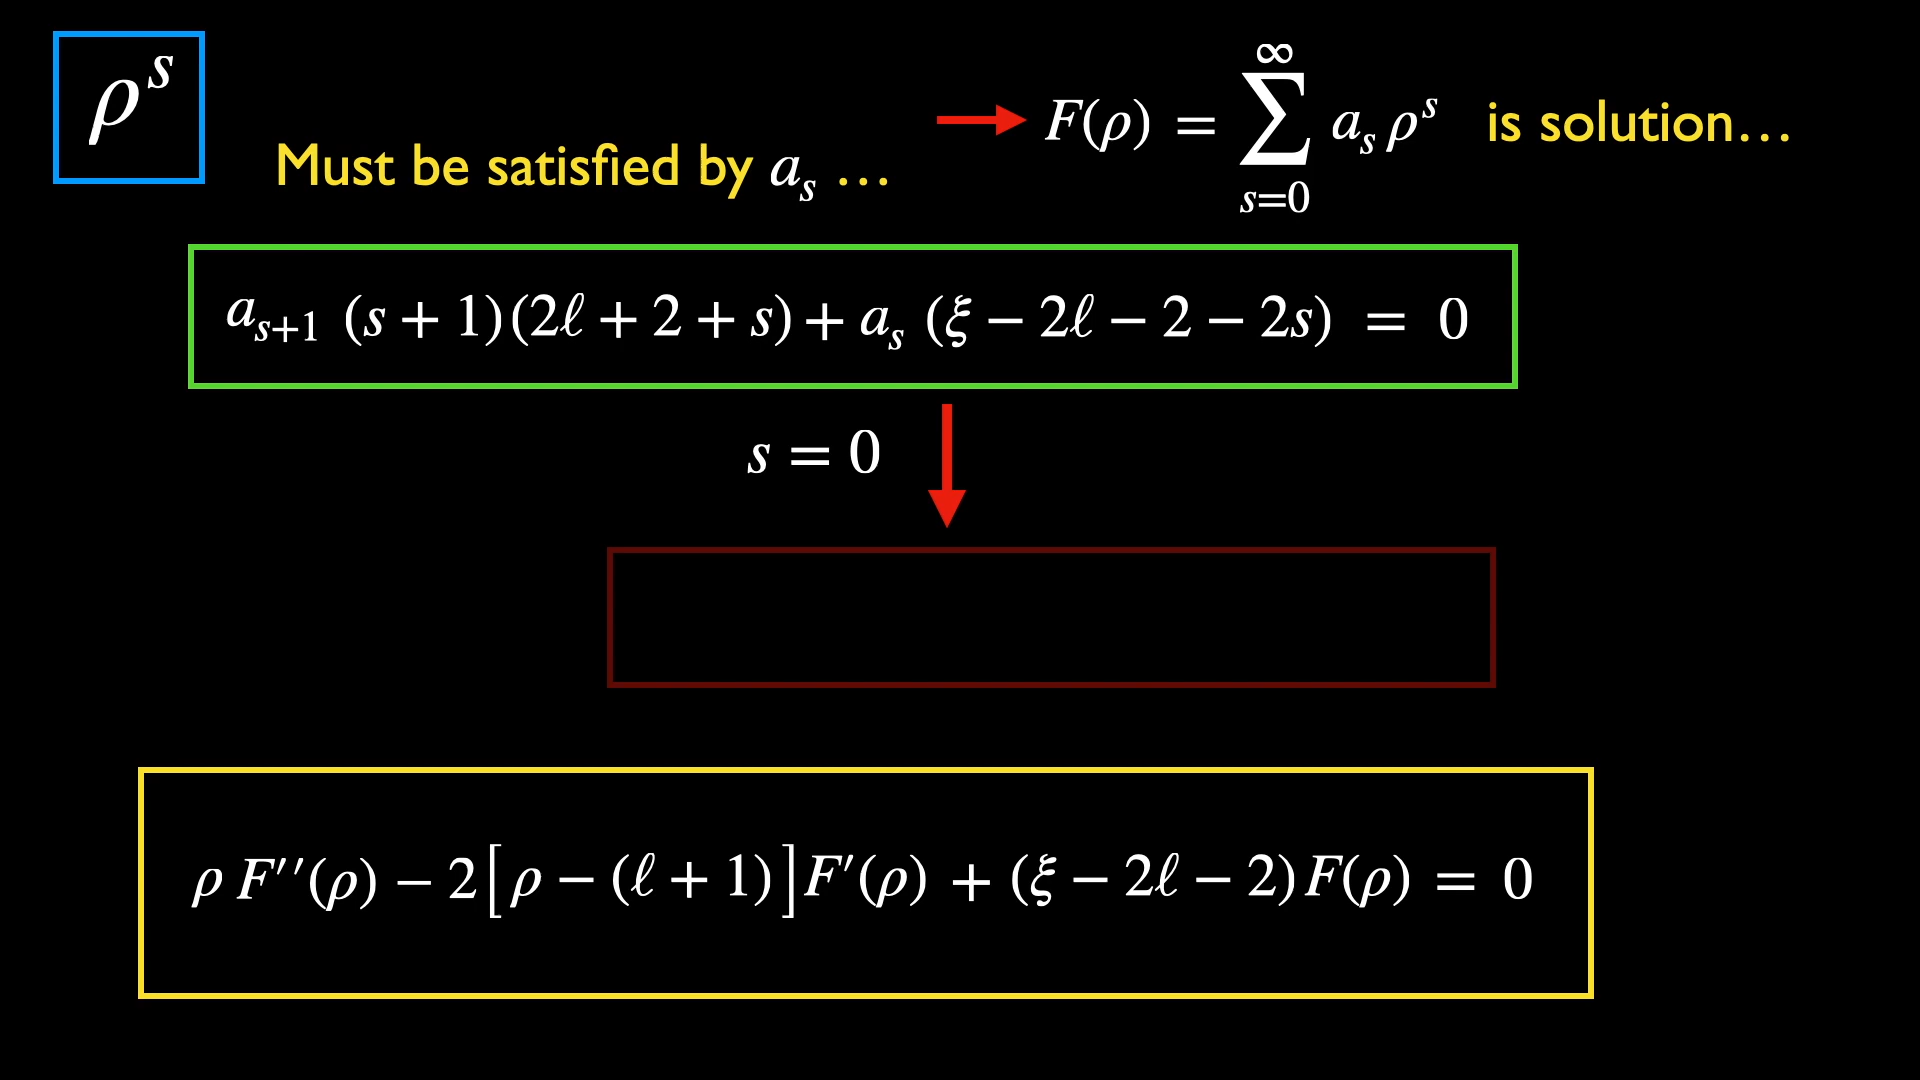 ρ^s
Must be satisfied by a_s …
F(ρ) = ∑_{s=0}^{∞} a_s ρ^s is solution…
a_{s+1} (s + 1)(2ℓ + 2 + s) + a_s (ξ − 2ℓ − 2 − 2s) = 0
s = 0
ρ F′′(ρ) − 2[ρ − (ℓ + 1)]F′(ρ) + (ξ − 2ℓ − 2)F(ρ) = 0